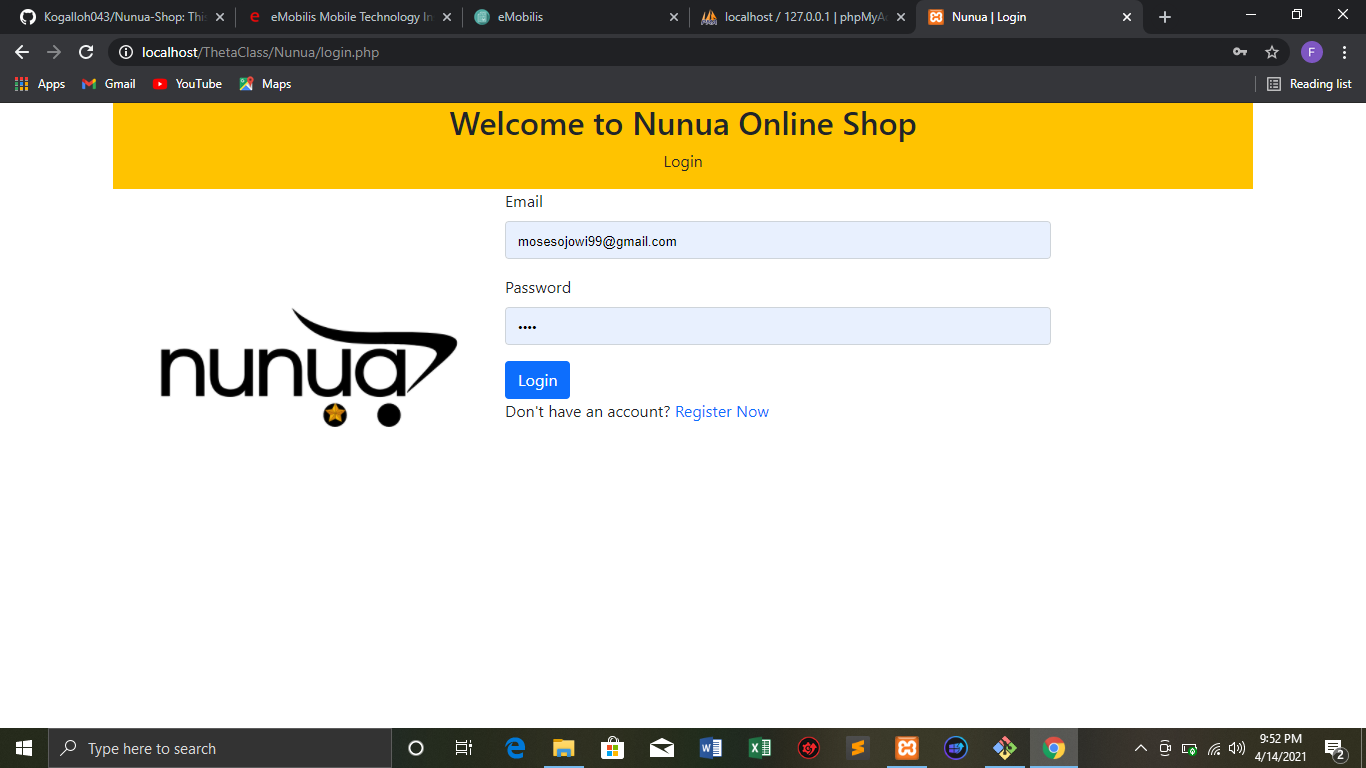 Kogalloh043/Nunua-Shop: Thi
eMobilis Mobile Technology In
eMobilis
localhost / 127.0.0.1 | phpMyA
Nunua | Login
localhost/ThetaClass/Nunua/login.php
F
Apps
Gmail
YouTube
Maps
Reading list
Welcome to Nunua Online Shop
Login
Email
mosesojowi99@gmail.com
Password
••••
nunua
Login
Don't have an account? Register Now
Type here to search
9:52 PM
4/14/2021
2